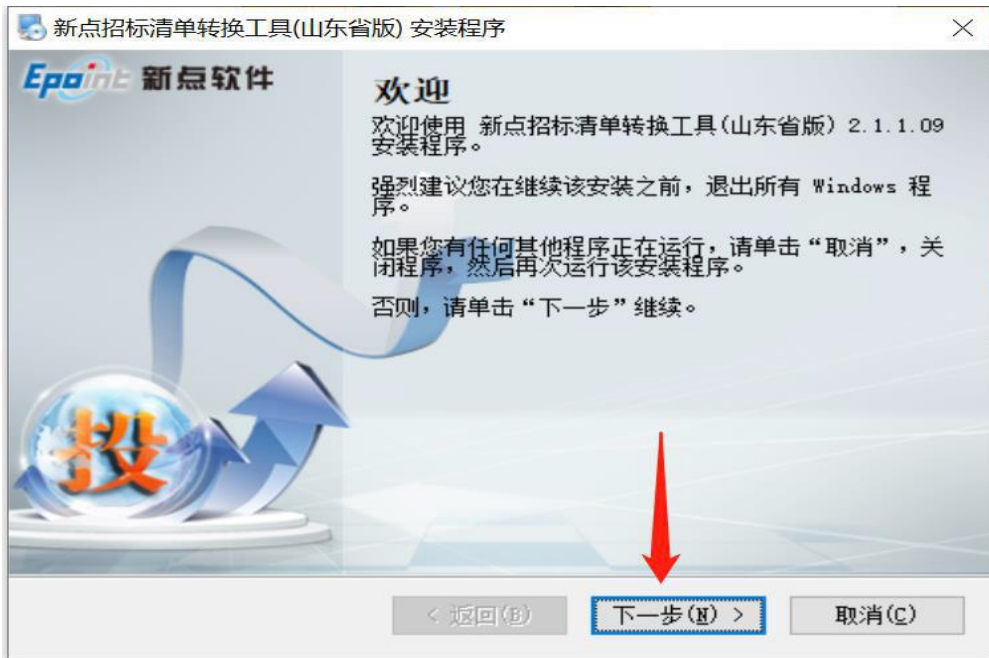 新点招标清单转换工具(山东省版) 安装程序
Epoint 新点软件
欢迎
欢迎使用 新点招标清单转换工具(山东省版) 2.1.1.09
安装程序。
强烈建议您在继续该安装之前，退出所有 Windows 程
序。
如果您有任何其他程序正在运行，请单击“取消”，关
闭程序，然后再次运行该安装程序。
否则，请单击“下一步”继续。
投
< 返回(B)
下一步(N) >
取消(C)